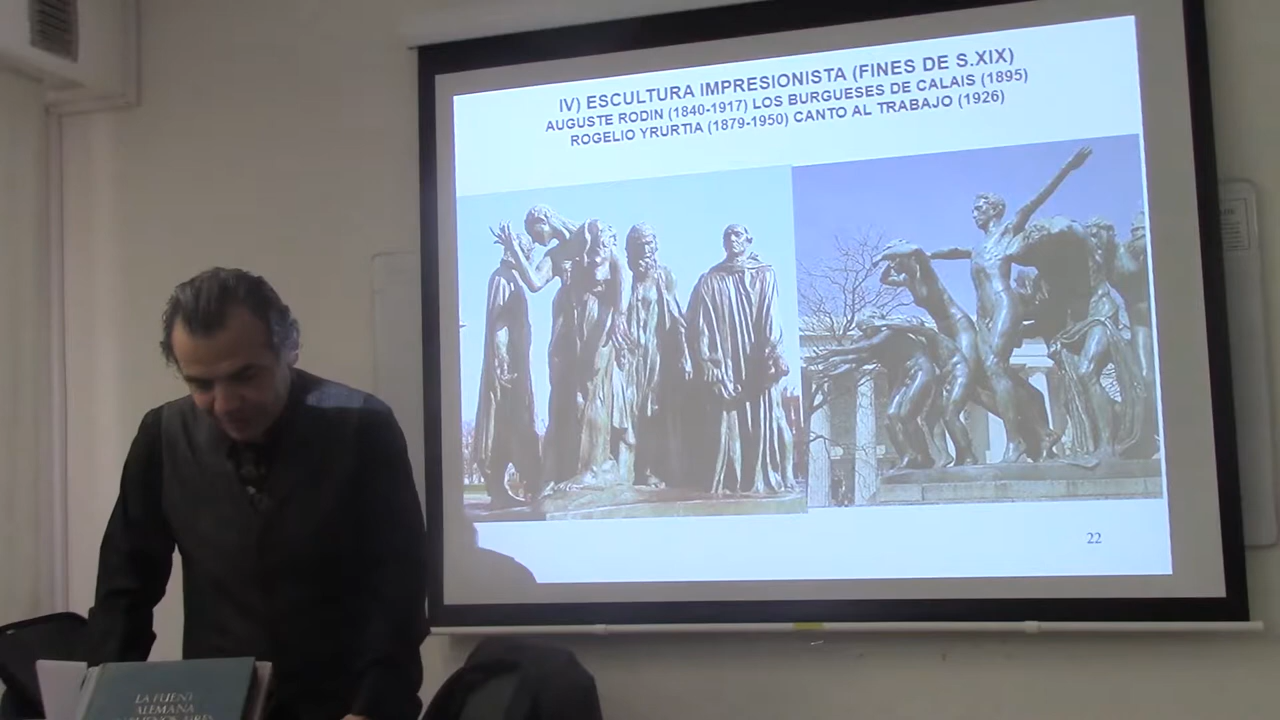 IV) ESCULTURA IMPRESIONISTA (FINES DE S.XIX)
AUGUSTE RODIN (1840-1917) LOS BURGUESES DE CALAIS (1895)
ROGELIO YRURTIA (1879-1950) CANTO AL TRABAJO (1926)
22
LA FUENT
ALEMANA